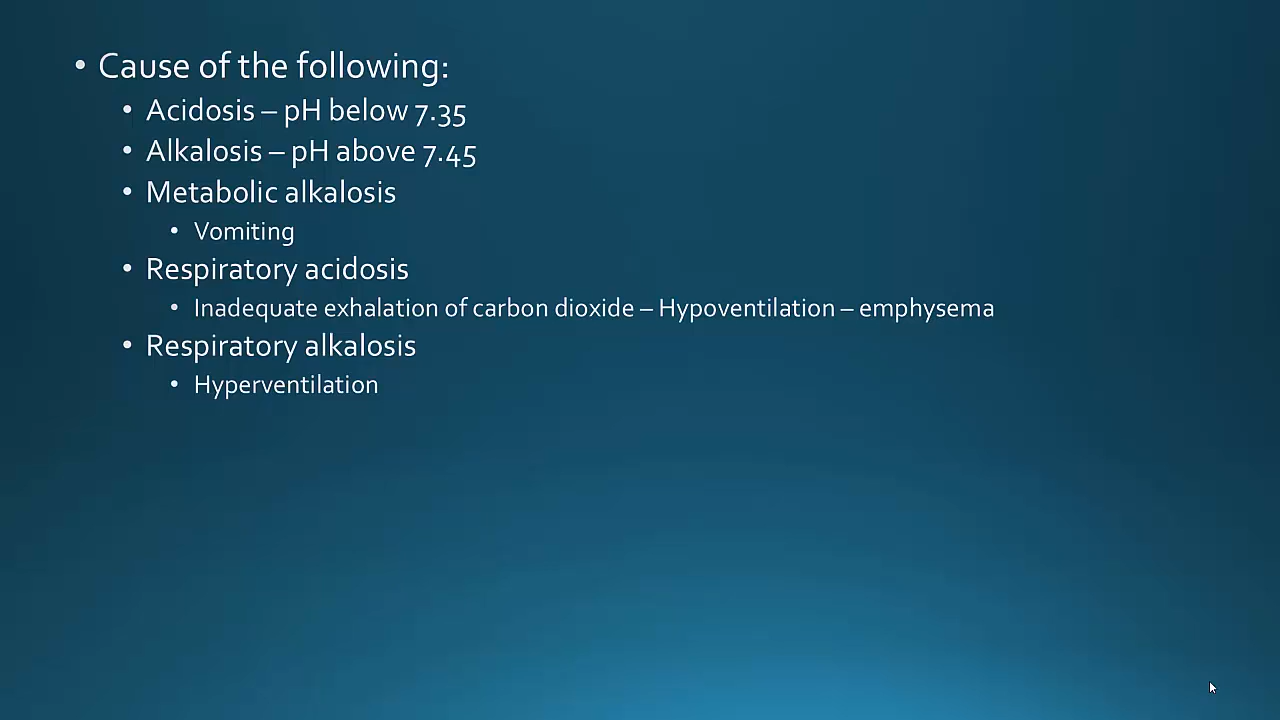 • Cause of the following:
• Acidosis – pH below 7.35
• Alkalosis – pH above 7.45
• Metabolic alkalosis
• Vomiting
• Respiratory acidosis
• Inadequate exhalation of carbon dioxide – Hypoventilation – emphysema
• Respiratory alkalosis
• Hyperventilation